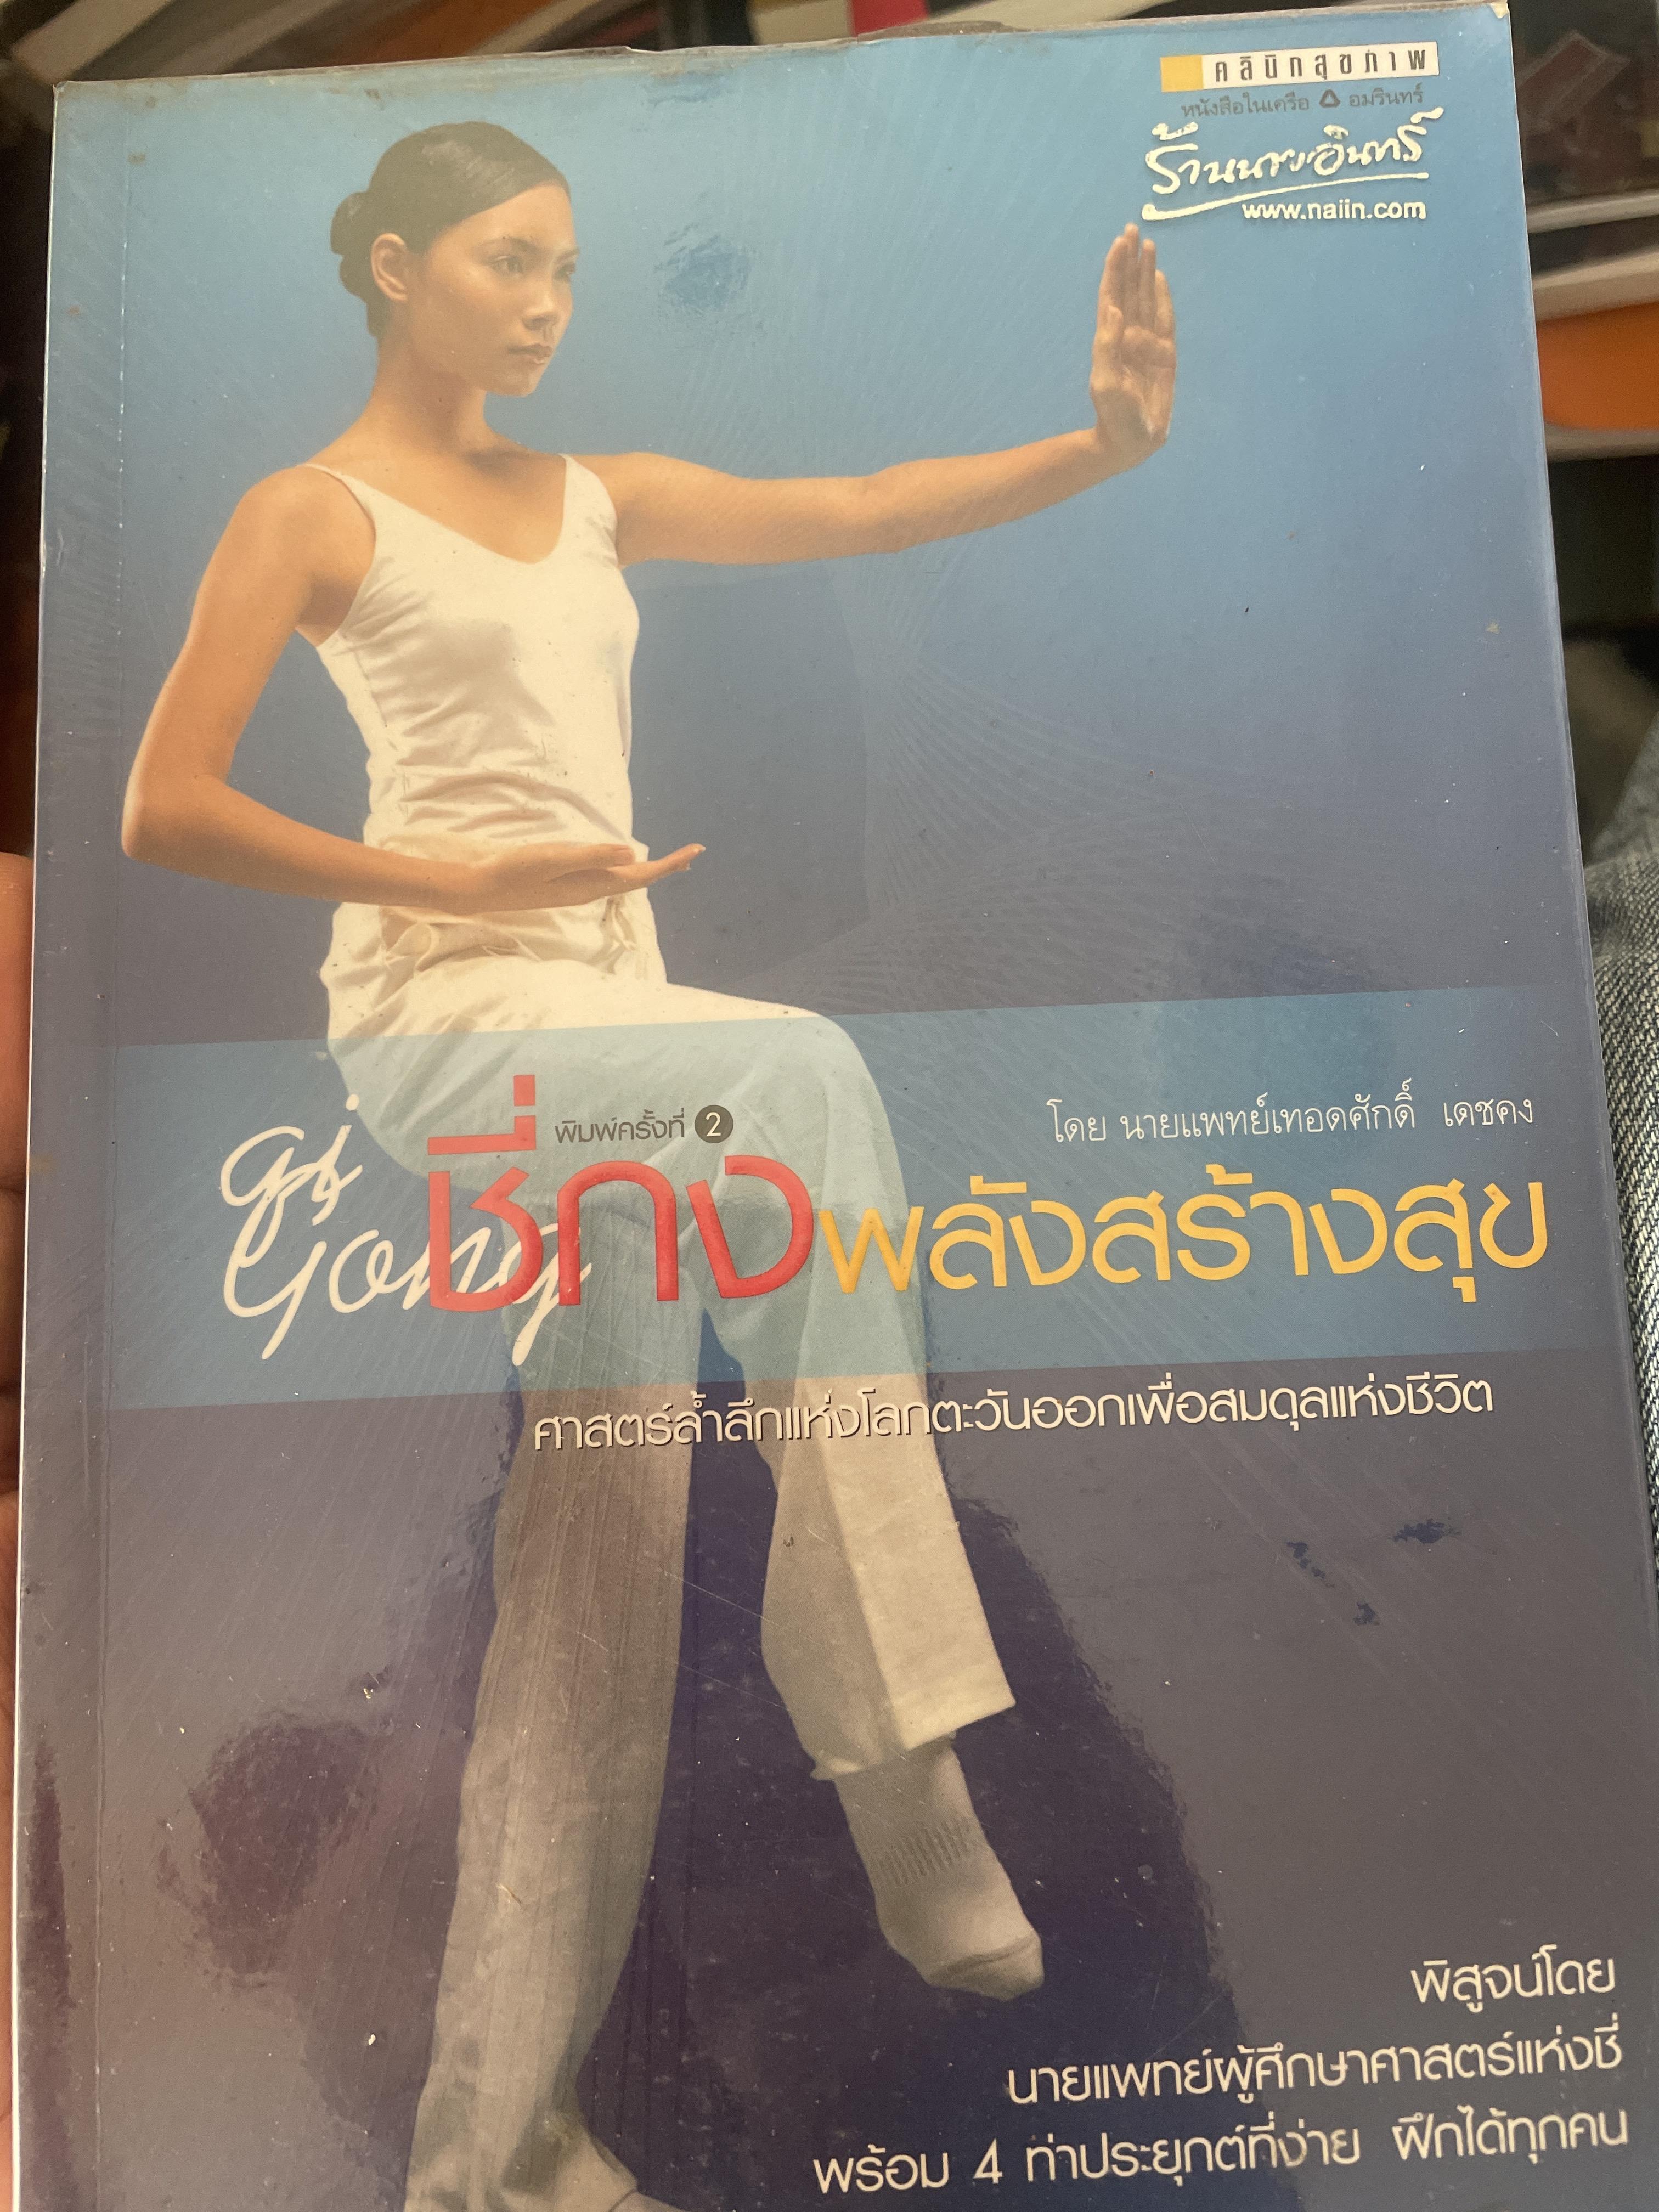 คลินิกสุขภาพ
หนังสือในเครือ อมรินทร์
ร้านนายอินทร์
www.naiin.com
โดย นายแพทย์เทอดศักดิ์ เดชคง
พิมพ์ครั้งที่ 2
qi
gong
ชี่กงพลังสร้างสุข
ศาสตร์ล้ำลึกแห่งโลกตะวันออกเพื่อสมดุลแห่งชีวิต
พิสูจน์โดย
นายแพทย์ผู้ศึกษาศาสตร์แห่งชี่
พร้อม 4 ท่าประยุกต์ที่ง่าย ฝึกได้ทุกคน